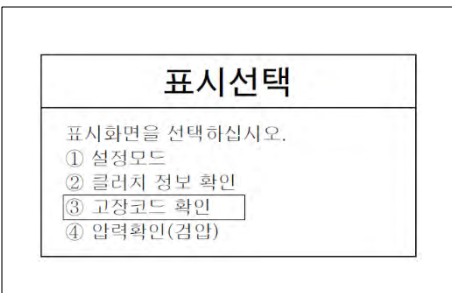 표시선택
표시화면을 선택하십시오.
① 설정모드
② 클러치 정보 확인
③ 고장코드 확인
④ 압력확인(검압)